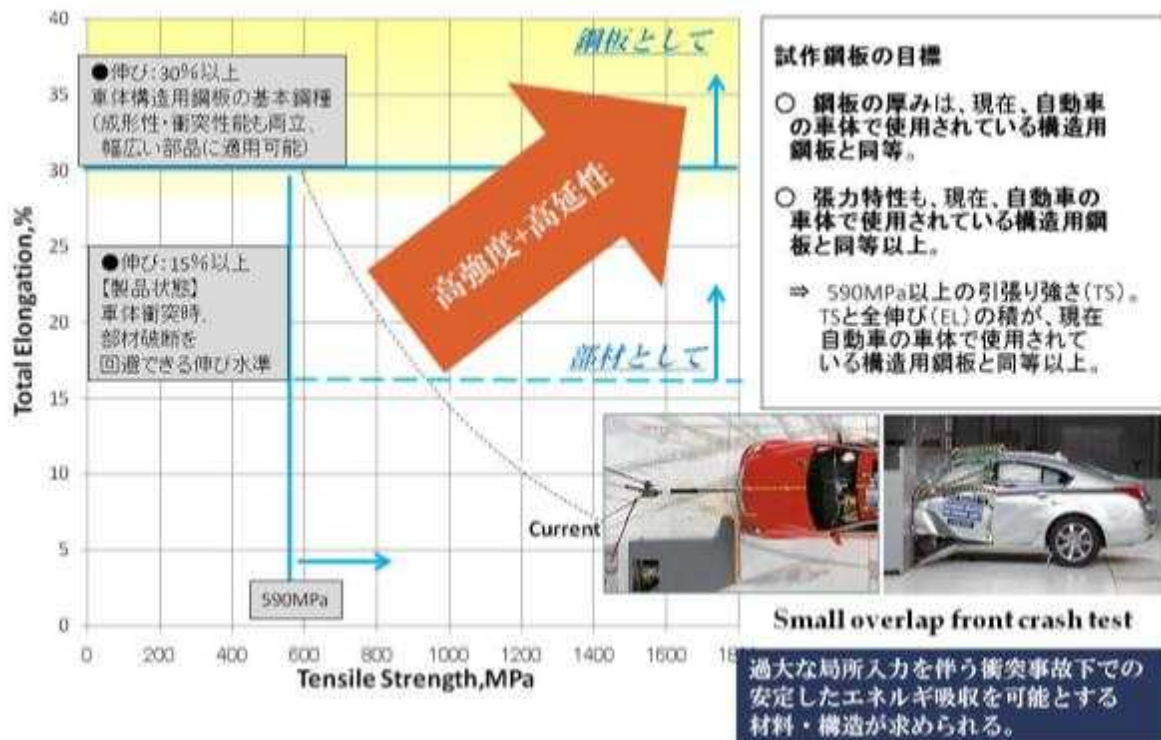 40
35
30
25
20
15
10
5
0
Total Elongation,%
鋼板として
●伸び:30%以上
車体構造用鋼板の基本鋼種
(成形性・衝突性能も両立、
幅広い部品に適用可能)
高強度+高延性
●伸び:15%以上
【製品状態】
車体衝突時、
部材破断を
回避できる伸び水準
部材として
Current
590MPa
0 200 400 600 800 1000 1200 1400 1600
Tensile Strength,MPa
試作鋼板の目標
○ 鋼板の厚みは、現在、自動車
の車体で使用されている構造用
鋼板と同等。
○ 張力特性も、現在、自動車の
車体で使用されている構造用鋼
板と同等以上。
⇒ 590MPa以上の引張り強さ(TS)。
TSと全伸び(EL)の積が、現在
自動車の車体で使用されて
いる構造用鋼板と同等以上。
Small overlap front crash test
過大な局所入力を伴う衝突事故下での
安定したエネルギ吸収を可能とする
材料・構造が求められる。